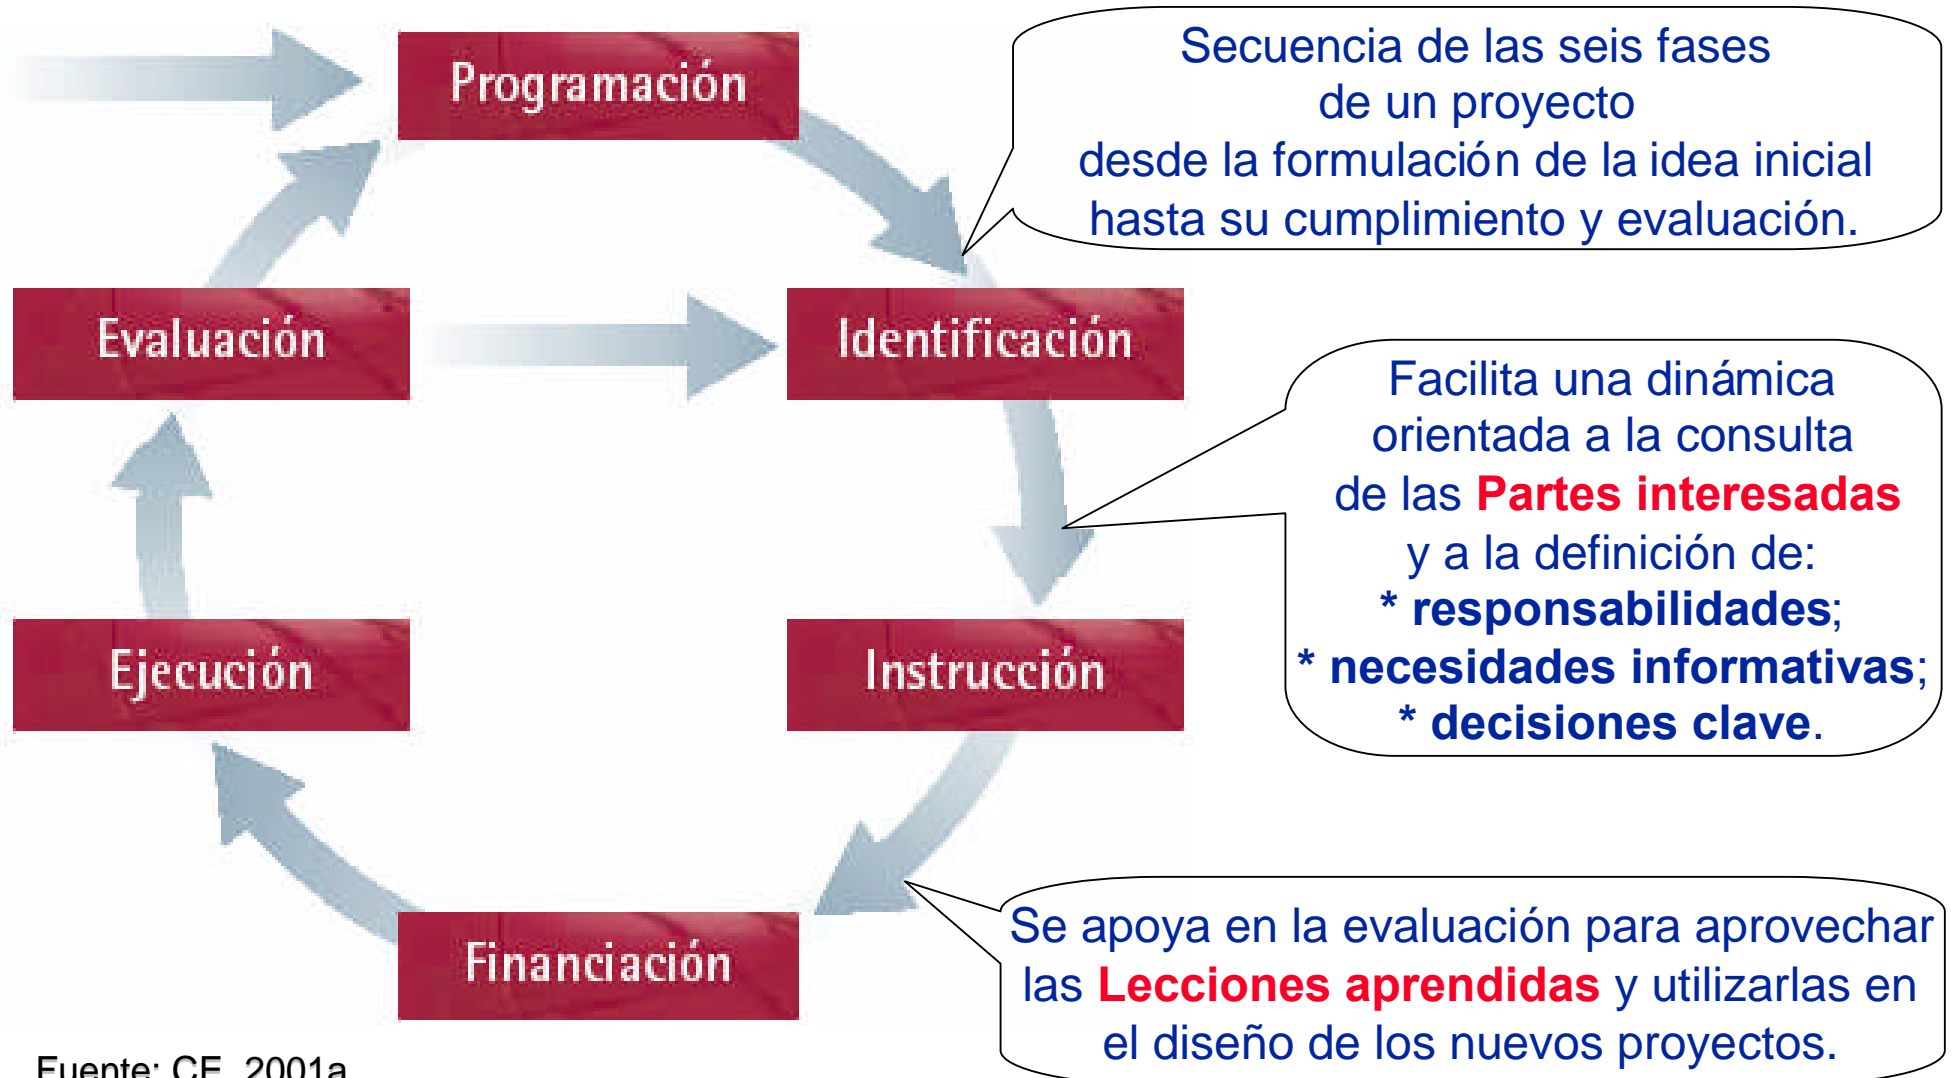 Programación
Secuencia de las seis fases
de un proyecto
desde la formulación de la idea inicial
hasta su cumplimiento y evaluación.
Evaluación
Identificación
Facilita una dinámica
orientada a la consulta
de las Partes interesadas
y a la definición de:
* responsabilidades;
* necesidades informativas;
* decisiones clave.
Ejecución
Instrucción
Financiación
Se apoya en la evaluación para aprovechar
las Lecciones aprendidas y utilizarlas en
el diseño de los nuevos proyectos.
Fuente: CE, 2001a